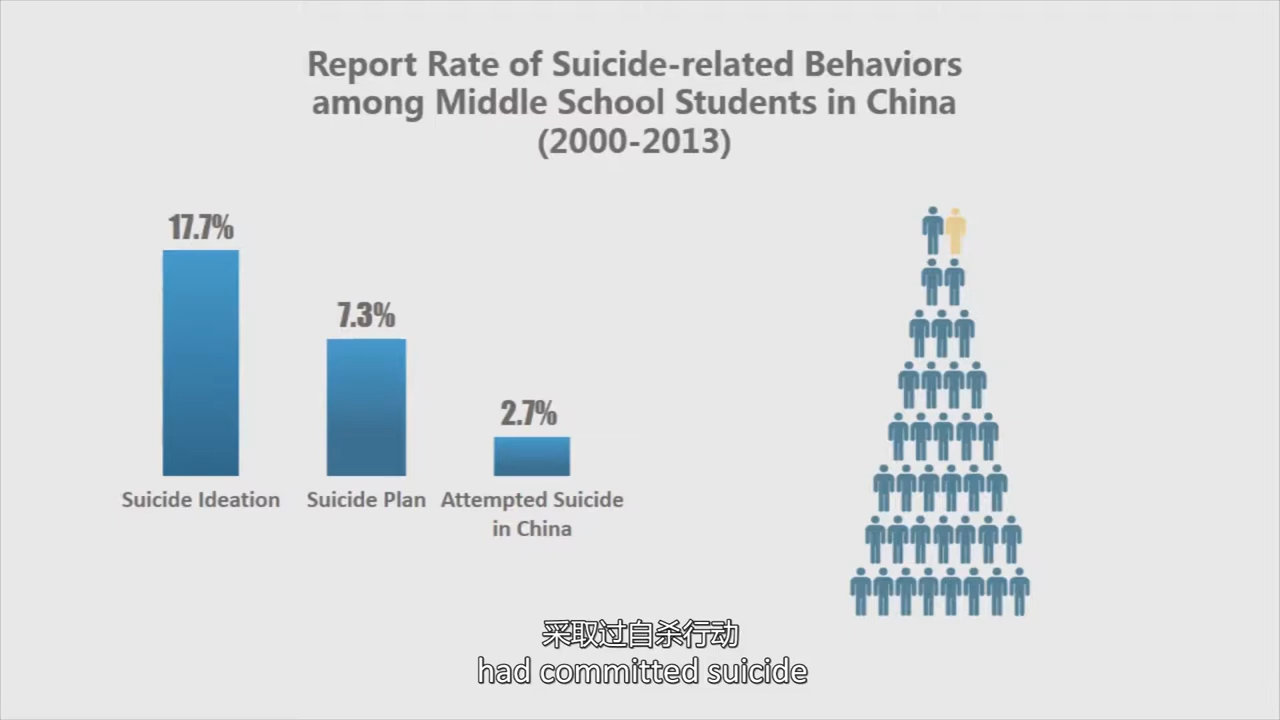 Report Rate of Suicide-related Behaviors
among Middle School Students in China
(2000-2013)
17.7%
7.3%
2.7%
Suicide Ideation
Suicide Plan
Attempted Suicide
in China
采取过自杀行动
had committed suicide